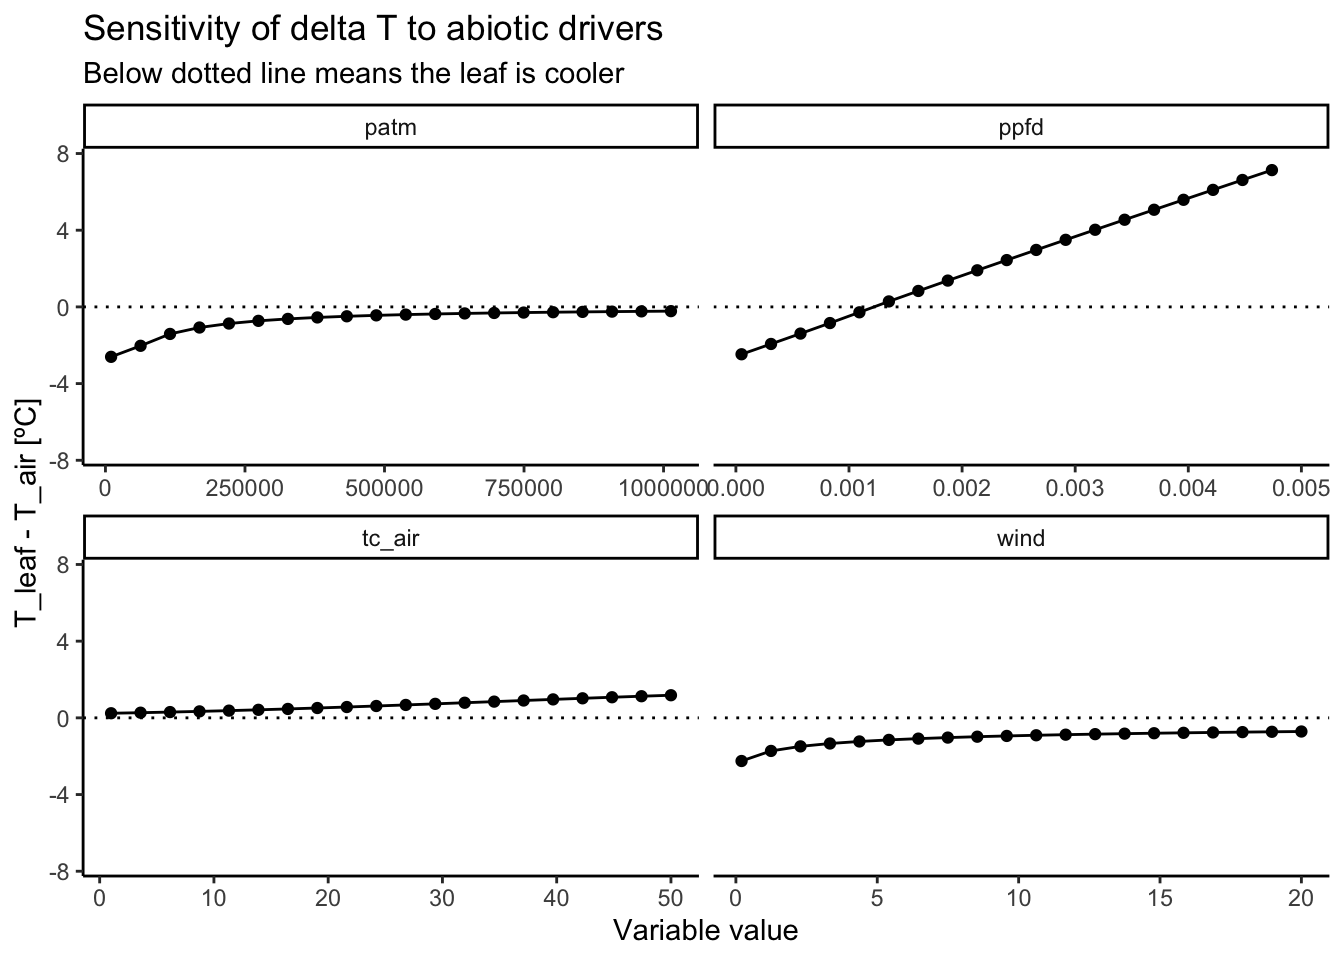 Sensitivity of delta T to abiotic drivers
Below dotted line means the leaf is cooler
patm
ppfd
8
4
0
-4
-8
0 250000 500000 750000 1000000
0.000 0.001 0.002 0.003 0.004 0.005
T_leaf - T_air [ºC]
tc_air
wind
8
4
0
-4
-8
0 10 20 30 40 50
0 5 10 15 20
Variable value